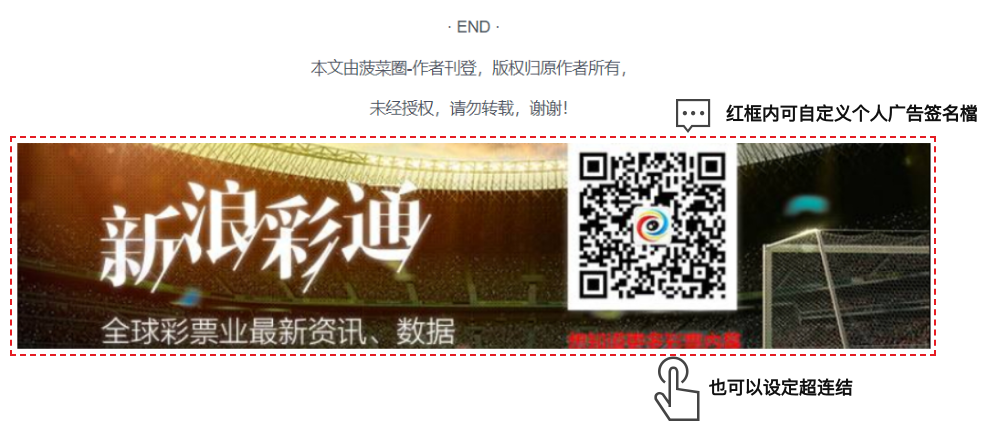 · END ·
本文由菠菜圈-作者刊登，版权归原作者所有，
未经授权，请勿转载，谢谢！
红框内可自定义个人广告签名檔
新浪彩通
全球彩票业最新资讯、数据
也可以设定超连结